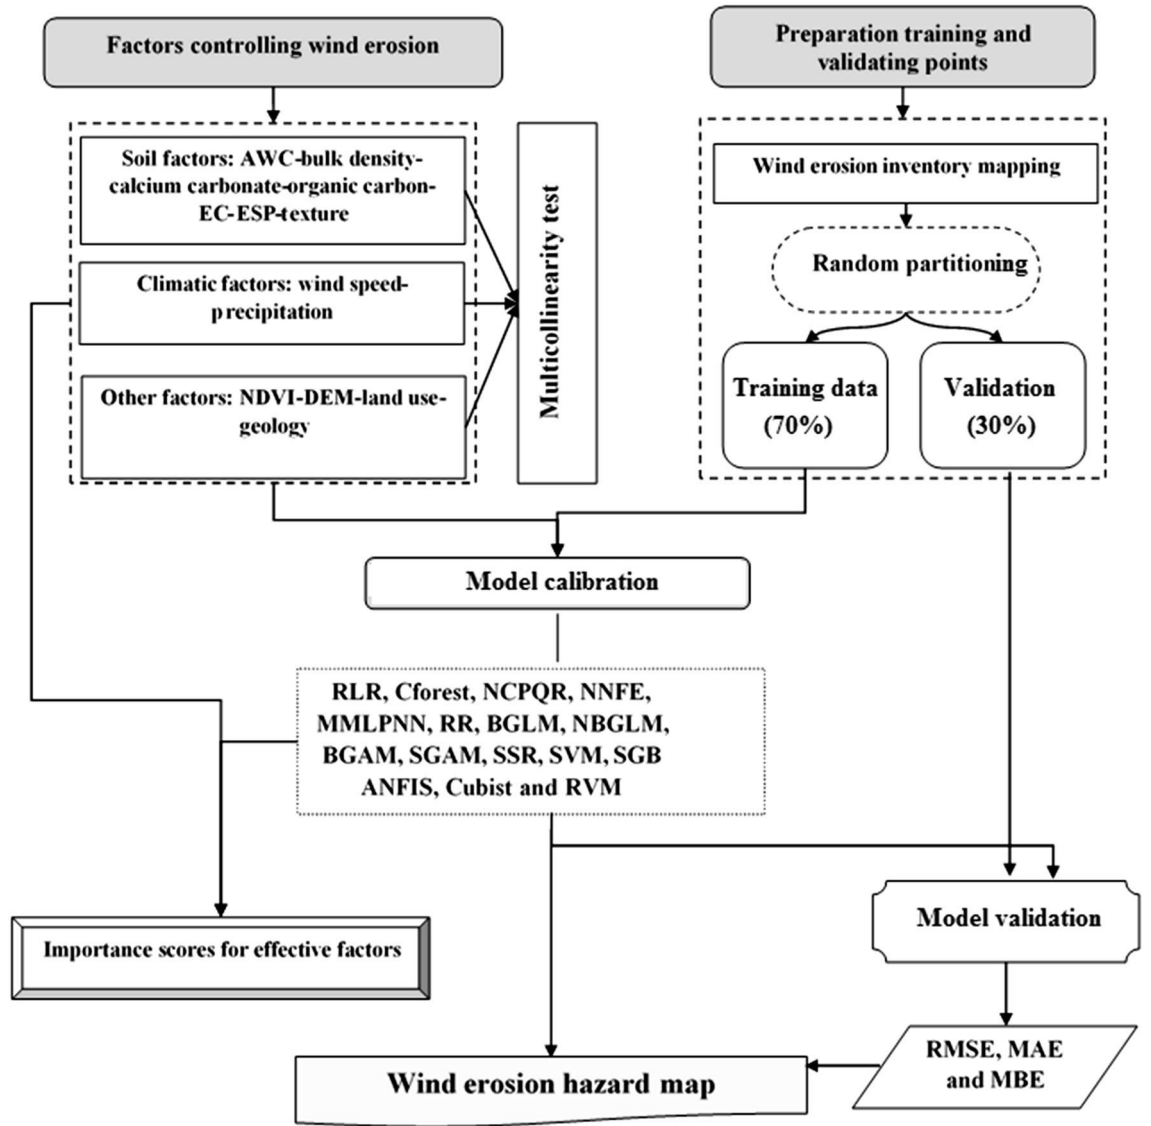 Factors controlling wind erosion
Preparation training and
validating points
Soil factors: AWC-bulk density-
calcium carbonate-organic carbon-
EC-ESP-texture
Climatic factors: wind speed-
precipitation
Other factors: NDVI-DEM-land use-
geology
Multicollinearity test
Wind erosion inventory mapping
Random partitioning
Training data
(70%)
Validation
(30%)
Model calibration
RLR, Cforest, NCPQR, NNFE,
MMLPNN, RR, BGLM, NBGLM,
BGAM, SGAM, SSR, SVM, SGB
ANFIS, Cubist and RVM
Importance scores for effective factors
Model validation
RMSE, MAE
and MBE
Wind erosion hazard map